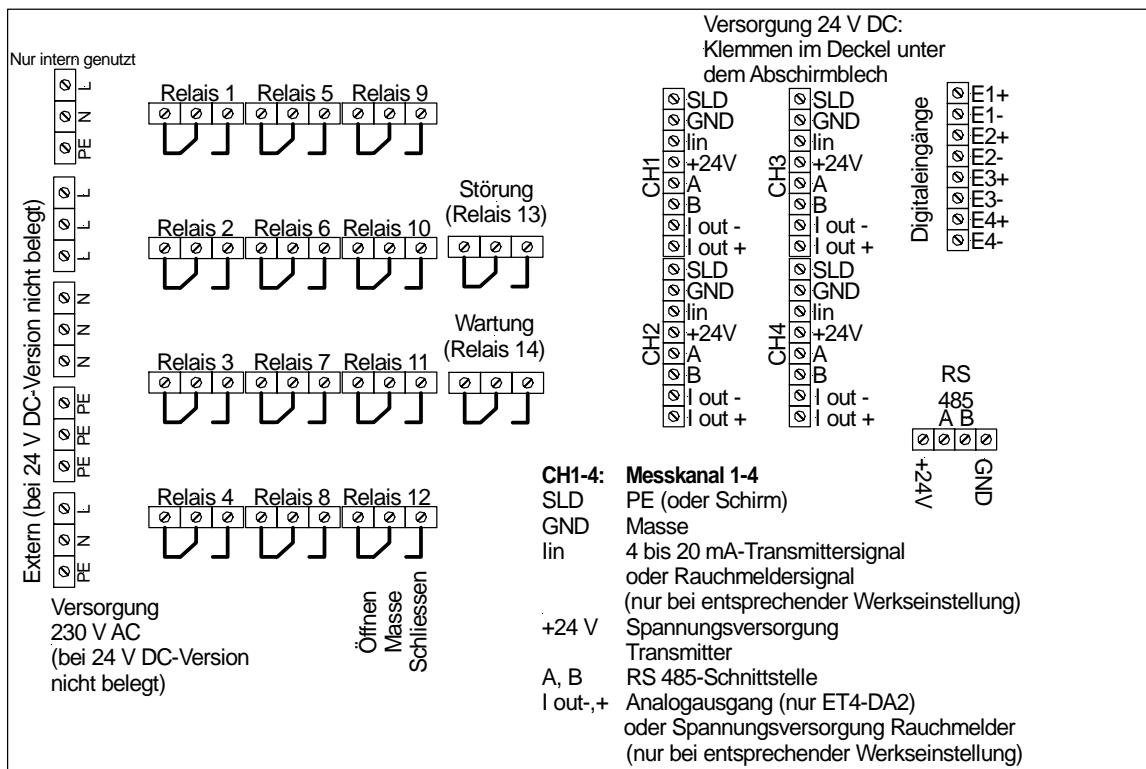 Nur intern genutzt
L
N
PE
L
L
L
N
N
N
PE
PE
PE
L
N
PE
Extern (bei 24 V DC-Version nicht belegt)
Versorgung
230 V AC
(bei 24 V DC-Version
nicht belegt)
Relais 1 Relais 5 Relais 9
Relais 2 Relais 6 Relais 10
Relais 3 Relais 7 Relais 11
Relais 4 Relais 8 Relais 12
Öffnen
Masse
Schliessen
Störung
(Relais 13)
Wartung
(Relais 14)
Versorgung 24 V DC:
Klemmen im Deckel unter
dem Abschirmblech
CH1
SLD
GND
Iin
+24V
A
B
I out -
I out +
CH2
SLD
GND
Iin
+24V
A
B
I out -
I out +
CH3
SLD
GND
Iin
+24V
A
B
I out -
I out +
CH4
SLD
GND
Iin
+24V
A
B
I out -
I out +
Digitaleingänge
E1+
E1-
E2+
E2-
E3+
E3-
E4+
E4-
RS
485
A B
+24V
GND
CH1-4: Messkanal 1-4
SLD PE (oder Schirm)
GND Masse
Iin 4 bis 20 mA-Transmittersignal
oder Rauchmeldersignal
(nur bei entsprechender Werkseinstellung)
+24 V Spannungsversorgung
Transmitter
A, B RS 485-Schnittstelle
I out-,+ Analogausgang (nur ET4-DA2)
oder Spannungsversorgung Rauchmelder
(nur bei entsprechender Werkseinstellung)